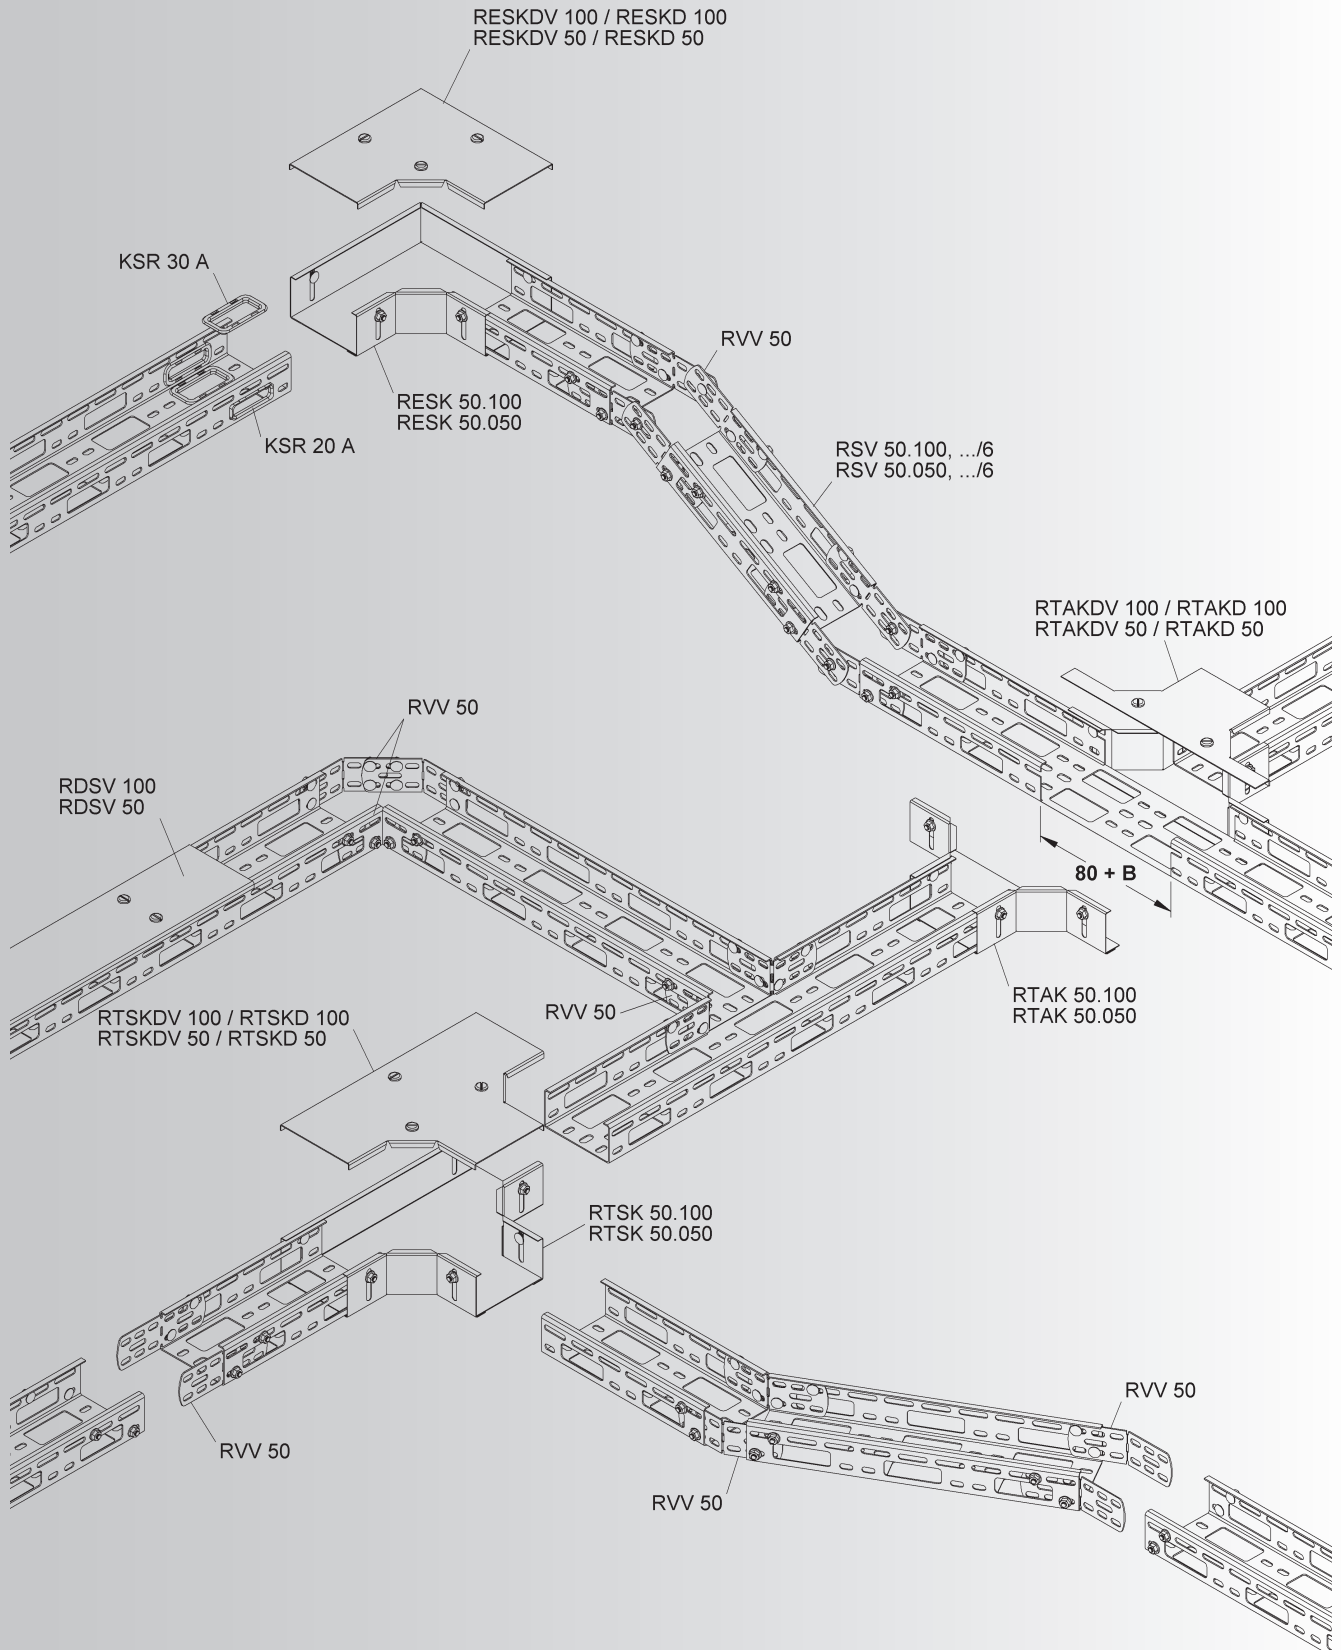 RESKDV 100 / RESKD 100
RESKDV 50 / RESKD 50
KSR 30 A
RVV 50
RESK 50.100
RESK 50.050
KSR 20 A
RSV 50.100, .../6
RSV 50.050, .../6
RTAKDV 100 / RTAKD 100
RTAKDV 50 / RTAKD 50
RVV 50
RDSV 100
RDSV 50
80 + B
RTAK 50.100
RTAK 50.050
RVV 50
RTSKDV 100 / RTSKD 100
RTSKDV 50 / RTSKD 50
RTSK 50.100
RTSK 50.050
RVV 50
RVV 50
RVV 50